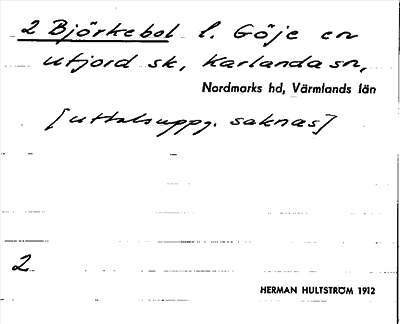 2 Björkebol l. Göje en
utjord sk, Karlanda sn,
Nordmarks hd, Värmlands län
[uttalsuppg. saknas]
2
HERMAN HULTSTRÖM 1912